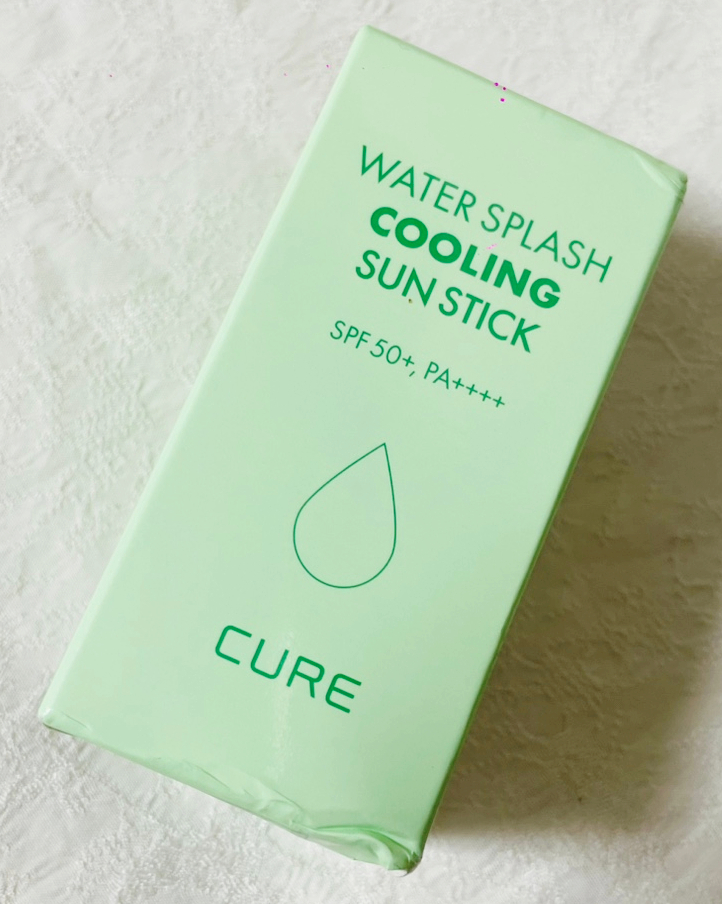 WATER SPLASH
COOLING
SUN STICK
SPF 50+, PA++++
CURE